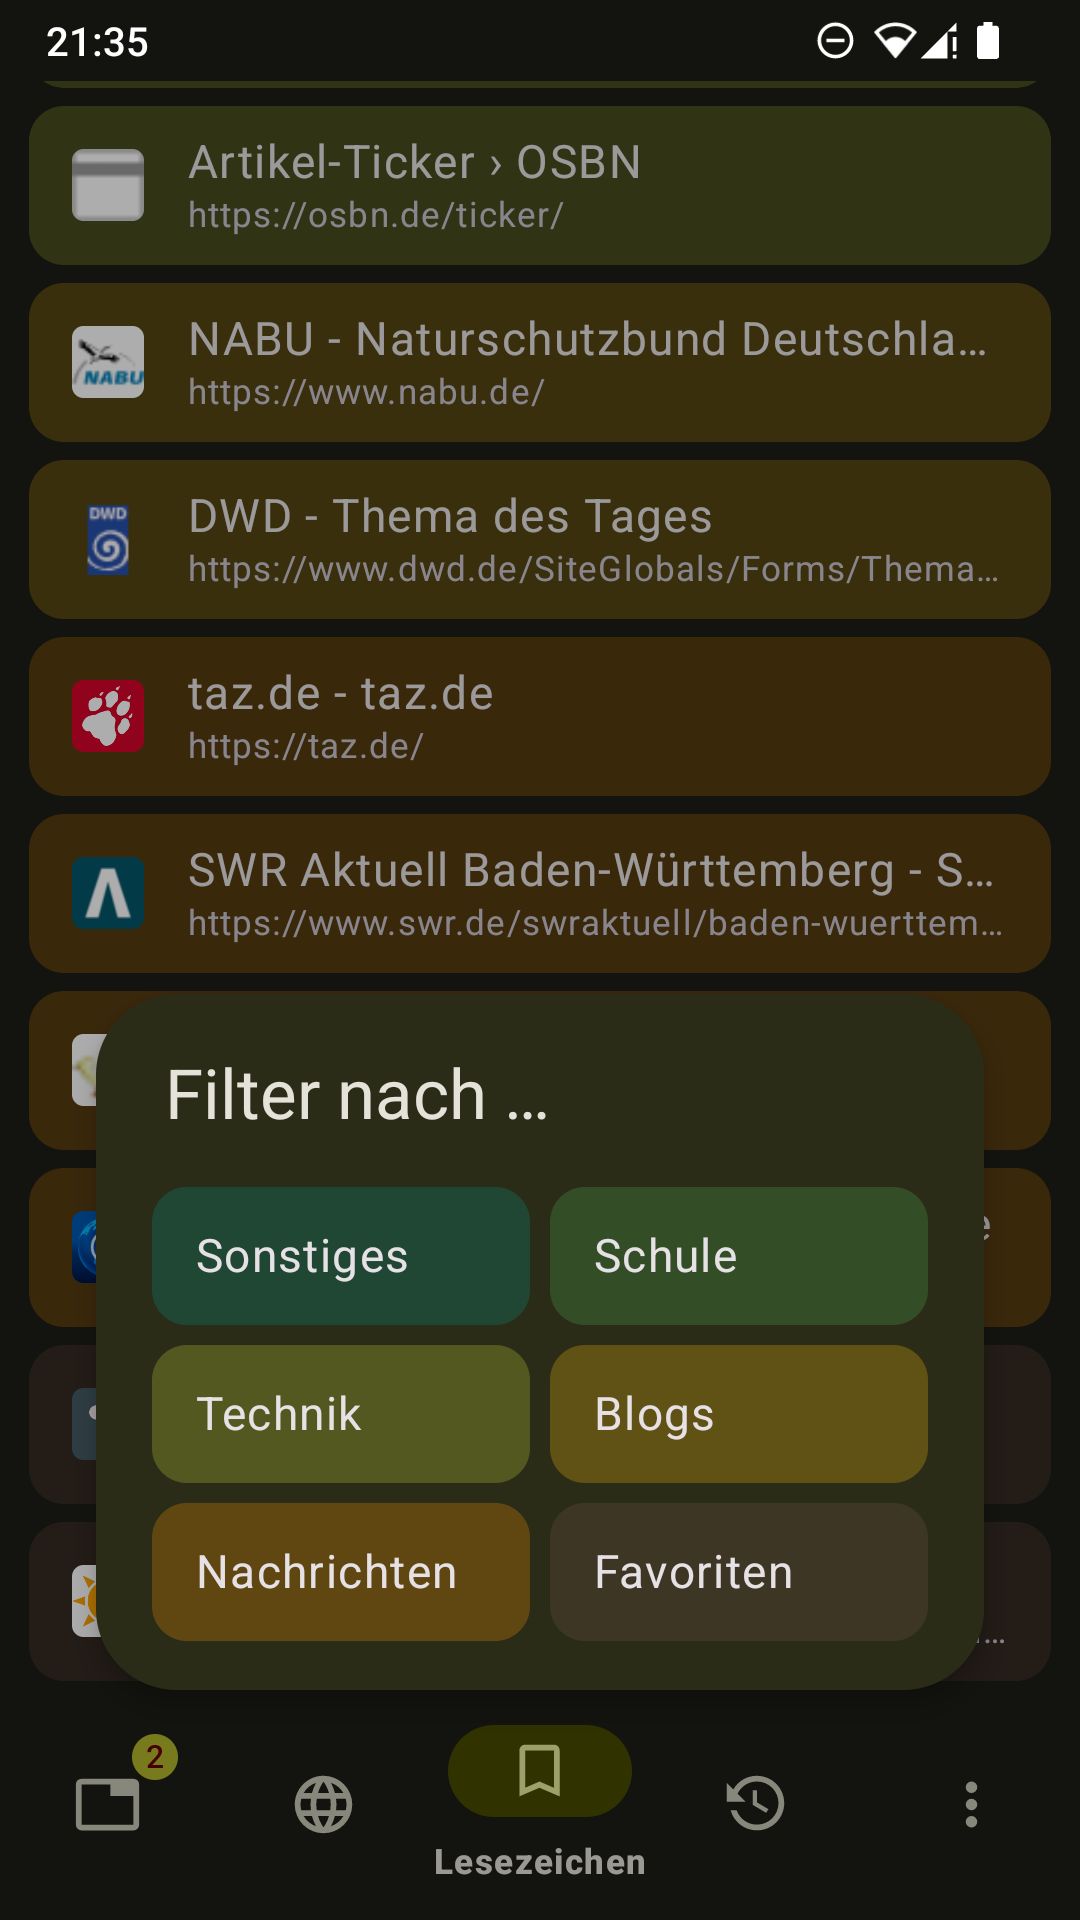 21:35
Artikel-Ticker › OSBN
https://osbn.de/ticker/
NABU
NABU - Naturschutzbund Deutschla…
https://www.nabu.de/
DWD
DWD - Thema des Tages
https://www.dwd.de/SiteGlobals/Forms/Thema…
taz.de - taz.de
https://taz.de/
SWR Aktuell Baden-Württemberg - S…
https://www.swr.de/swraktuell/baden-wuerttem…
Filter nach …
Sonstiges
Schule
Technik
Blogs
Nachrichten
Favoriten
2
Lesezeichen